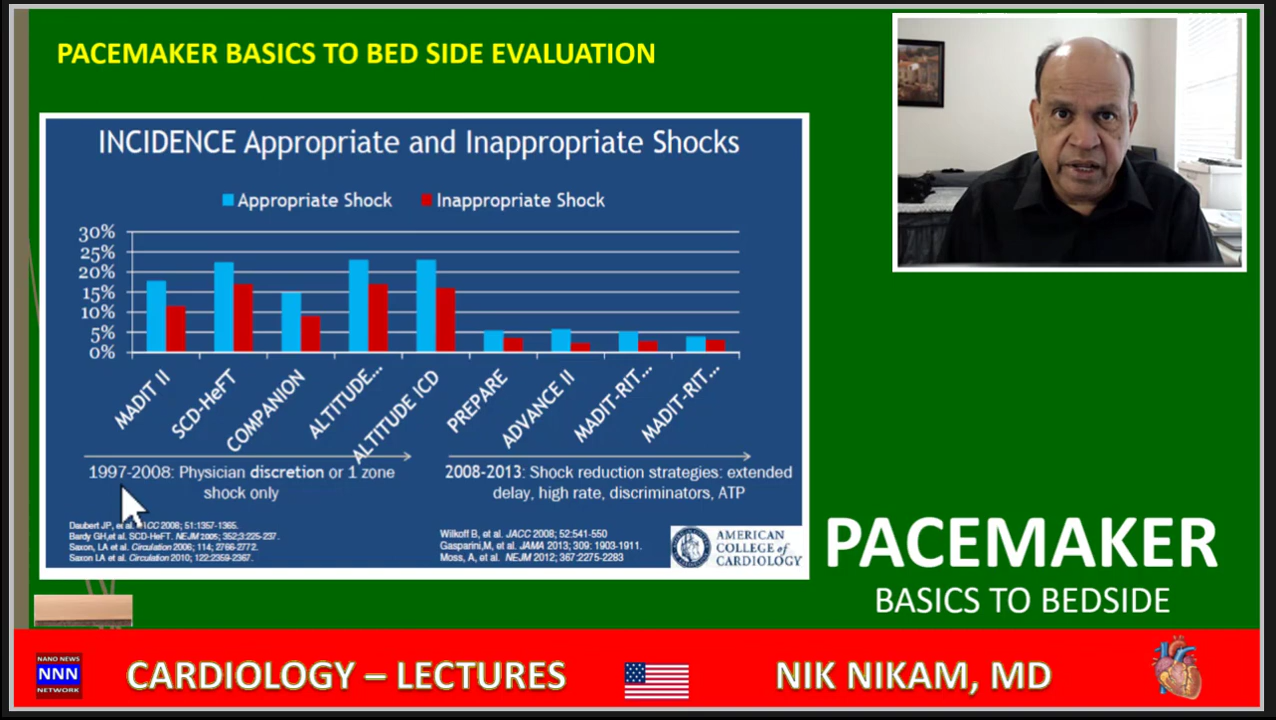 PACEMAKER BASICS TO BED SIDE EVALUATION
INCIDENCE Appropriate and Inappropriate Shocks
Appropriate Shock Inappropriate Shock
30%
25%
20%
15%
10%
5%
0%
MADIT II
SCD-HeFT
COMPANION
ALTITUDE...
ALTITUDE ICD
PREPARE
ADVANCE II
MADIT-RIT...
MADIT-RIT...
1997-2008: Physician discretion or 1 zone
shock only
2008-2013: Shock reduction strategies: extended
delay, high rate, discriminators, ATP
Daubert JP, et al. 2008; 51:1357-1365.
Bardy GH,et al. SCD-HeFT. NEJM 2005; 352;3:225-237.
Saxon, LA et al. Circulation 2006; 114; 2766-2772.
Saxon LA et al. Circulation 2010; 122:2359-2367.
Wilkoff B, et al. JACC 2008; 52:541-550
Gasparini,M, et al. JAMA 2013; 309: 1903-1911.
Moss, A, et al. NEJM 2012; 367:2275-2283
AMERICAN
COLLEGE of
CARDIOLOGY
PACEMAKER
BASICS TO BEDSIDE
NANO NEWS
NNN
NETWORK
CARDIOLOGY – LECTURES
NIK NIKAM, MD